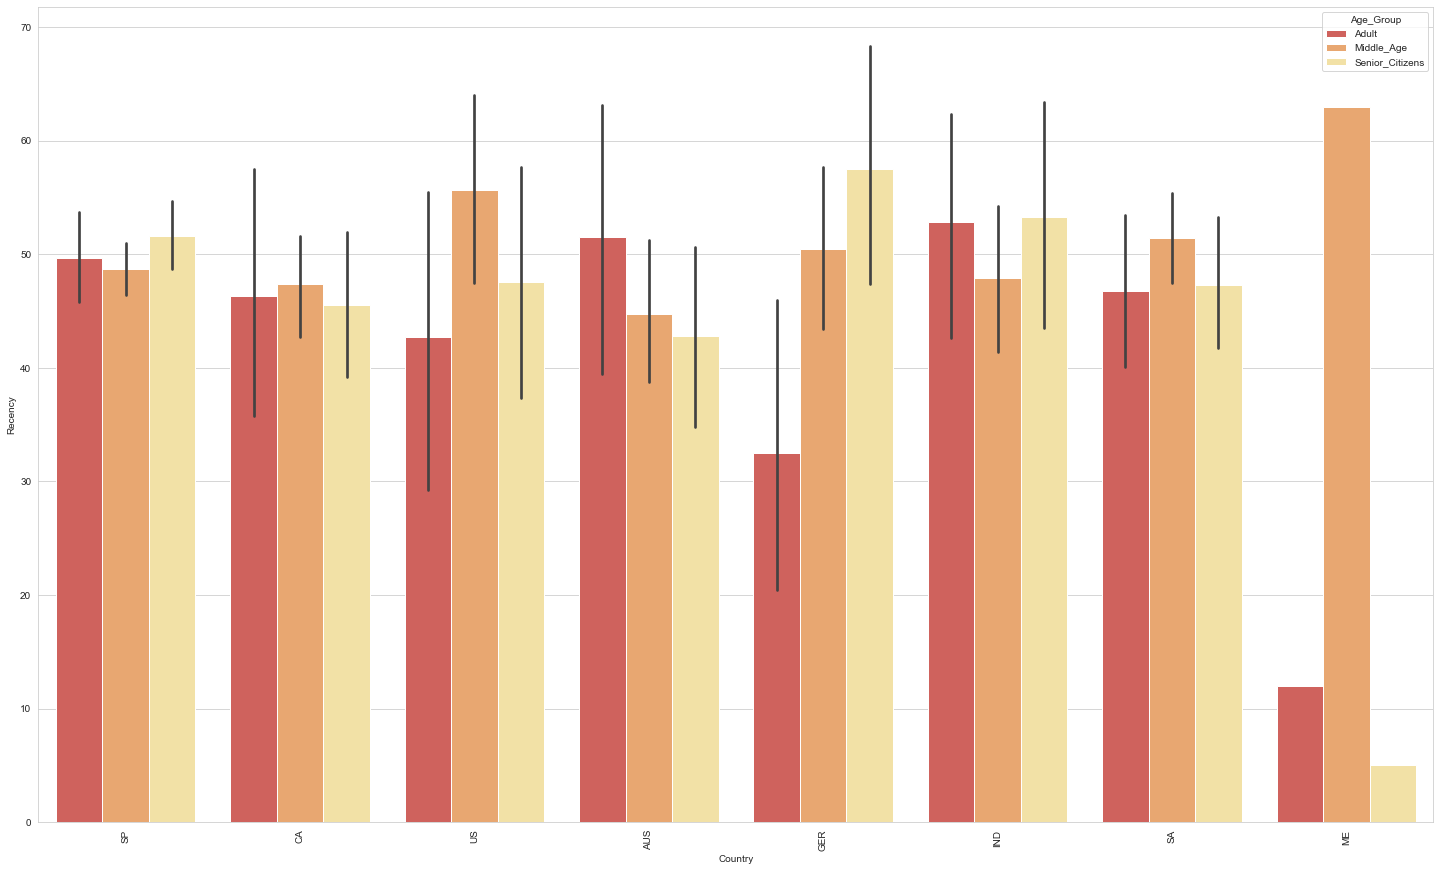 Age_Group
Adult
Middle_Age
Senior_Citizens
70
60
50
40
30
20
10
0
Recency
SP
CA
US
AUS
GER
IND
SA
ME
Country